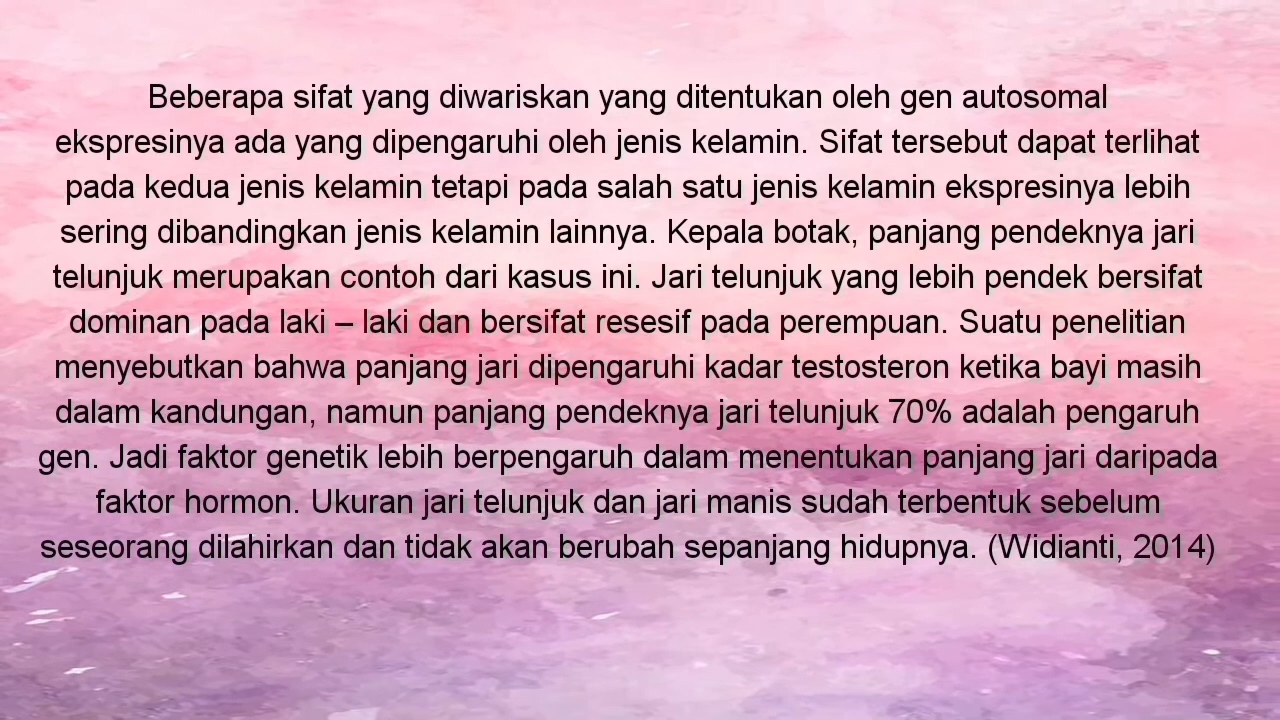 Beberapa sifat yang diwariskan yang ditentukan oleh gen autosomal
ekspresinya ada yang dipengaruhi oleh jenis kelamin. Sifat tersebut dapat terlihat
pada kedua jenis kelamin tetapi pada salah satu jenis kelamin ekspresinya lebih
sering dibandingkan jenis kelamin lainnya. Kepala botak, panjang pendeknya jari
telunjuk merupakan contoh dari kasus ini. Jari telunjuk yang lebih pendek bersifat
dominan pada laki – laki dan bersifat resesif pada perempuan. Suatu penelitian
menyebutkan bahwa panjang jari dipengaruhi kadar testosteron ketika bayi masih
dalam kandungan, namun panjang pendeknya jari telunjuk 70% adalah pengaruh
gen. Jadi faktor genetik lebih berpengaruh dalam menentukan panjang jari daripada
faktor hormon. Ukuran jari telunjuk dan jari manis sudah terbentuk sebelum
seseorang dilahirkan dan tidak akan berubah sepanjang hidupnya. (Widianti, 2014)